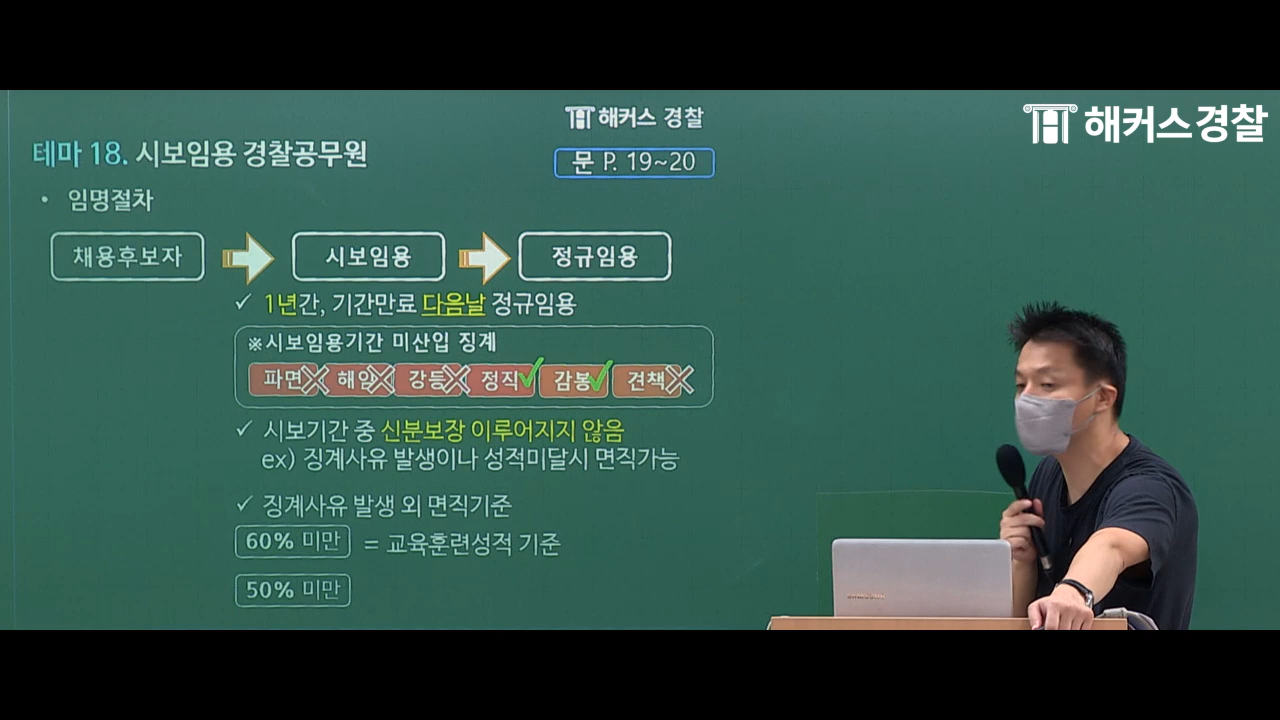 해커스 경찰
해커스경찰
테마 18. 시보임용 경찰공무원
문 P. 19~20
• 임명절차
채용후보자
시보임용
정규임용
✓ 1년간, 기간만료 다음날 정규임용
※시보임용기간 미산입 징계
파면 해임 강등 정직 감봉 견책
✓ 시보기간 중 신분보장 이루어지지 않음
ex) 징계사유 발생이나 성적미달시 면직가능
✓ 징계사유 발생 외 면직기준
60% 미만 = 교육훈련성적 기준
50% 미만